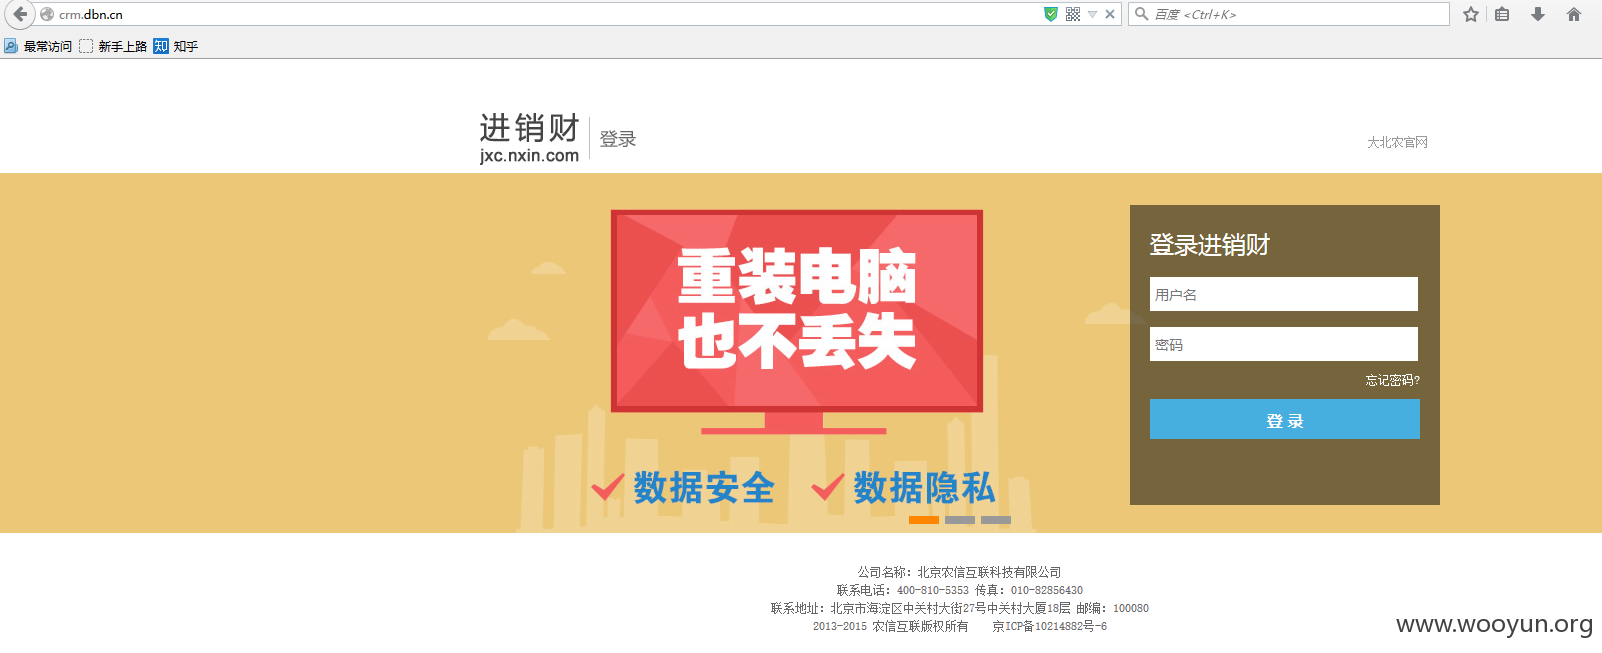 crm.dbn.cn
百度 <Ctrl+K>
最常访问 新手上路 知 知乎
进销财
jxc.nxin.com
登录
大北农官网
重装电脑
也不丢失
数据安全 数据隐私
登录进销财
用户名
密码
忘记密码?
登 录
公司名称：北京农信互联科技有限公司
联系电话：400-810-5353 传真：010-82856430
联系地址：北京市海淀区中关村大街27号中关村大厦18层 邮编：100080
2013-2015 农信互联版权所有 京ICP备10214882号-6
www.wooyun.org